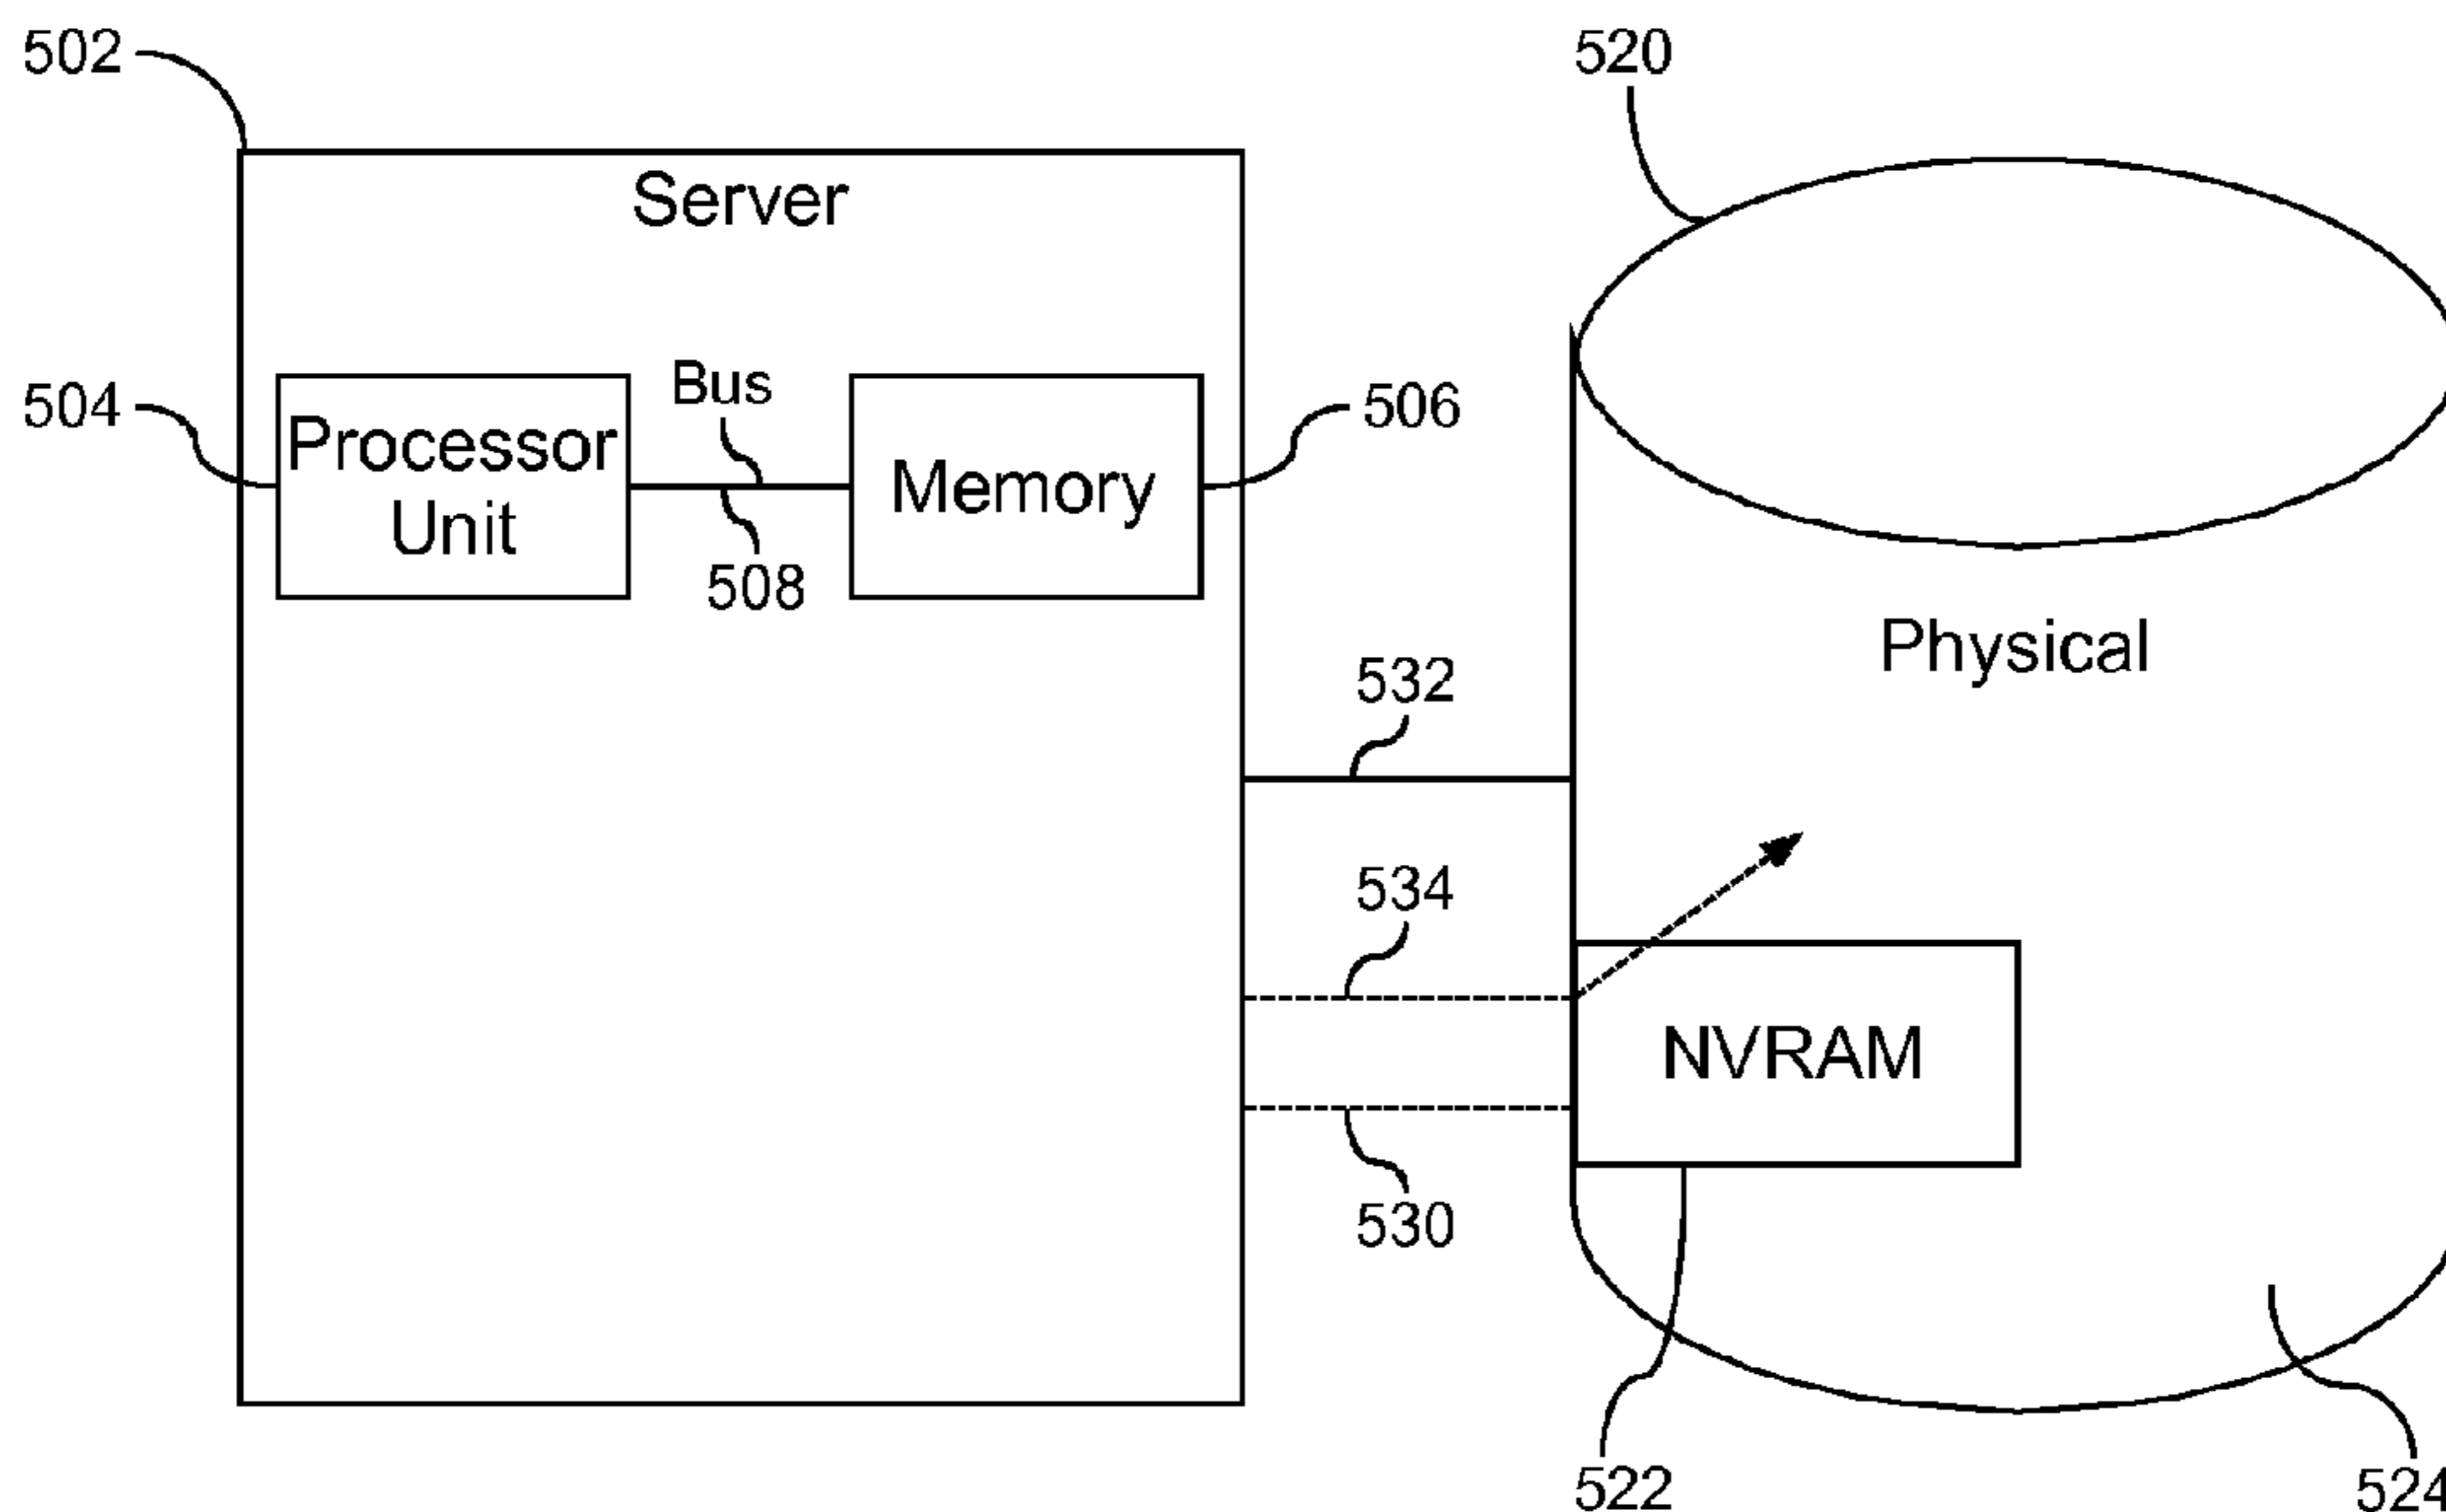 502
520
Server
504
Processor
Unit
Bus
508
Memory
506
Physical
532
534
NVRAM
530
522
524